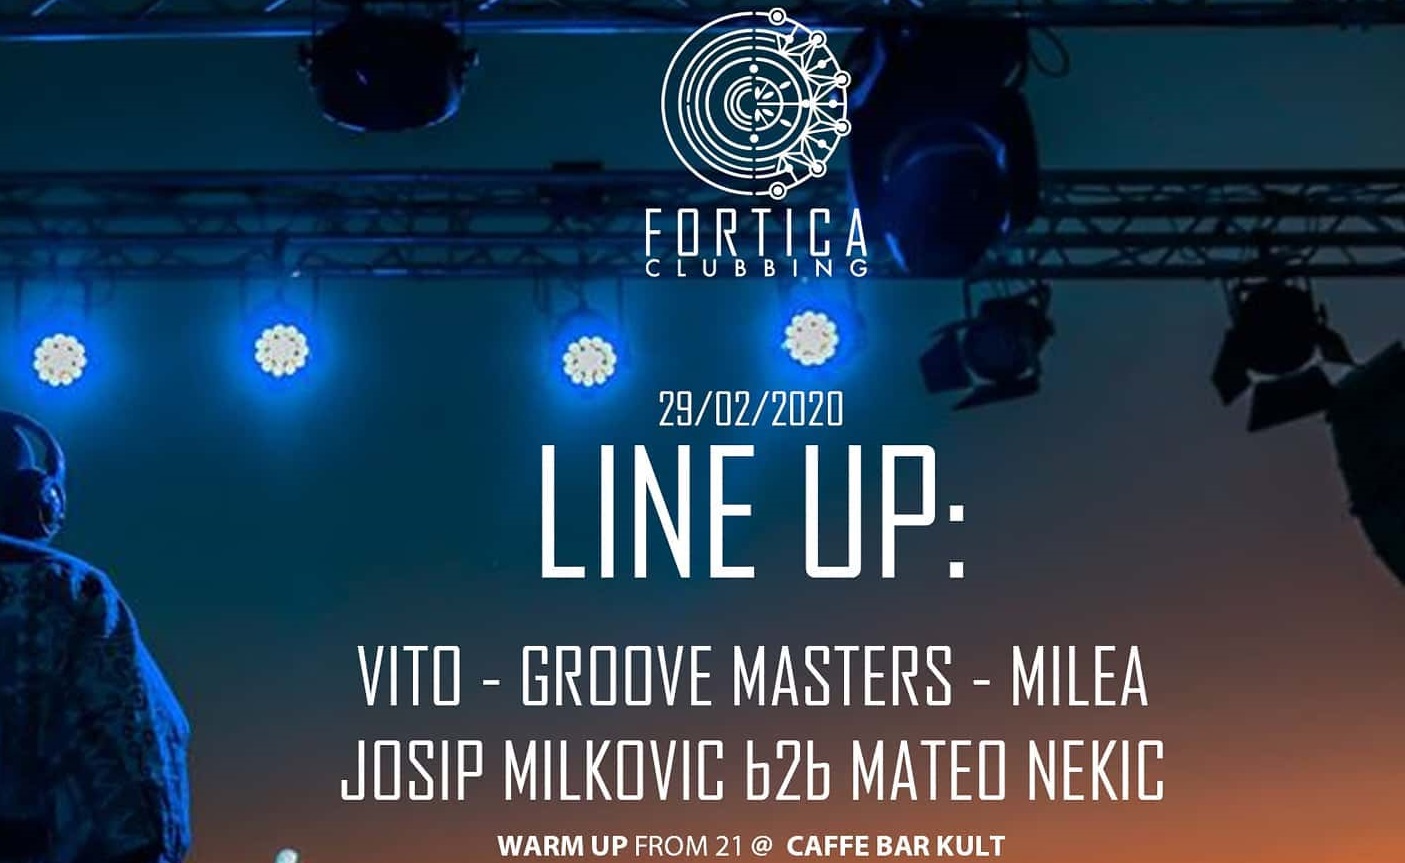 FORTICA
CLUBBING
29/02/2020
LINE UP:
VITO - GROOVE MASTERS - MILEA
JOSIP MILKOVIC b2b MATEO NEKIC
WARM UP FROM 21 @ CAFFE BAR KULT